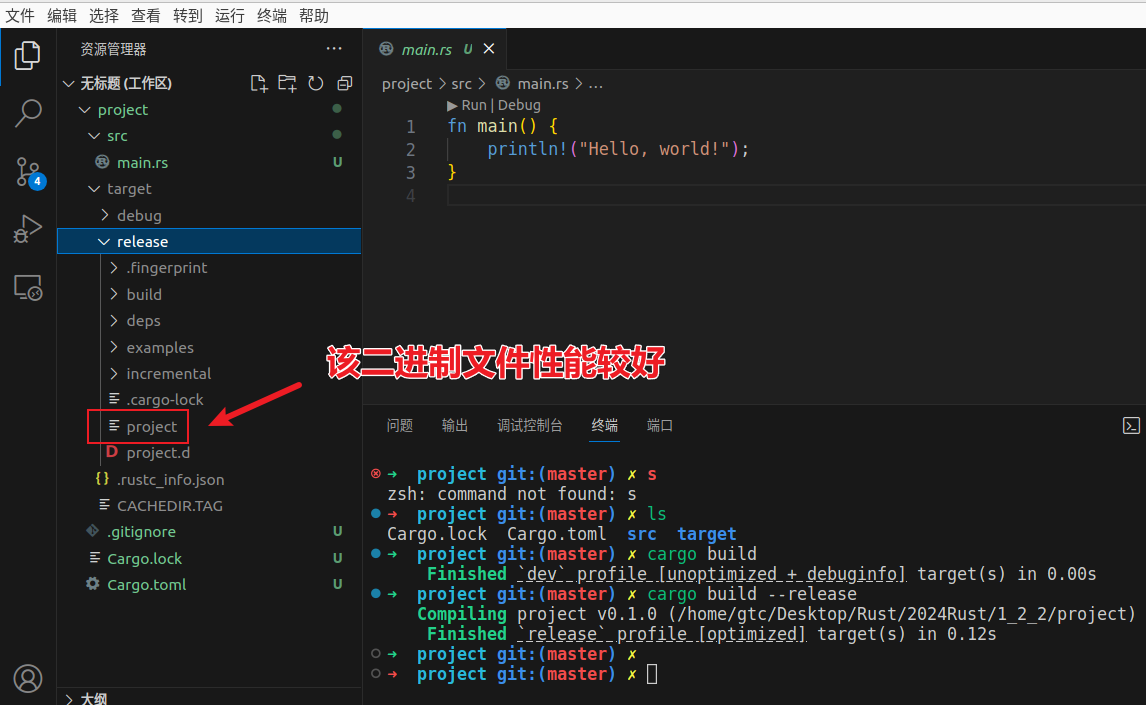 文件 编辑 选择 查看 转到 运行 终端 帮助
资源管理器 ...
无标题 (工作区)
project
src
main.rs U
target
debug
release
.fingerprint
build
deps
examples
incremental
.cargo-lock
project
D project.d
{} .rustc_info.json
CACHEDIR.TAG
.gitignore U
Cargo.lock U
Cargo.toml U
大纲
4
main.rs U ×
project > src > main.rs > ...
▶ Run | Debug
1 fn main() {
2 println!("Hello, world!");
3 }
4
该二进制文件性能较好
问题 输出 调试控制台 终端 端口
➜ project git:(master) ✗ s
zsh: command not found: s
➜ project git:(master) ✗ ls
Cargo.lock Cargo.toml src target
➜ project git:(master) ✗ cargo build
Finished `dev` profile [unoptimized + debuginfo] target(s) in 0.00s
➜ project git:(master) ✗ cargo build --release
Compiling project v0.1.0 (/home/gtc/Desktop/Rust/2024Rust/1_2_2/project)
Finished `release` profile [optimized] target(s) in 0.12s
➜ project git:(master) ✗
➜ project git:(master) ✗